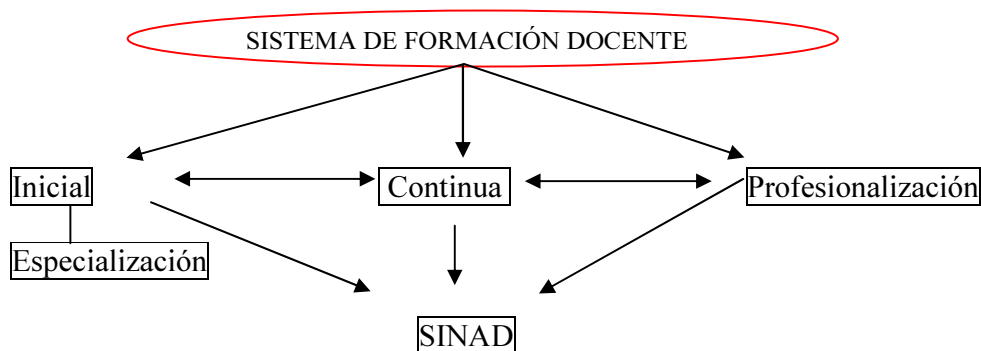 SISTEMA DE FORMACIÓN DOCENTE
Inicial
Continua
Profesionalización
Especialización
SINAD